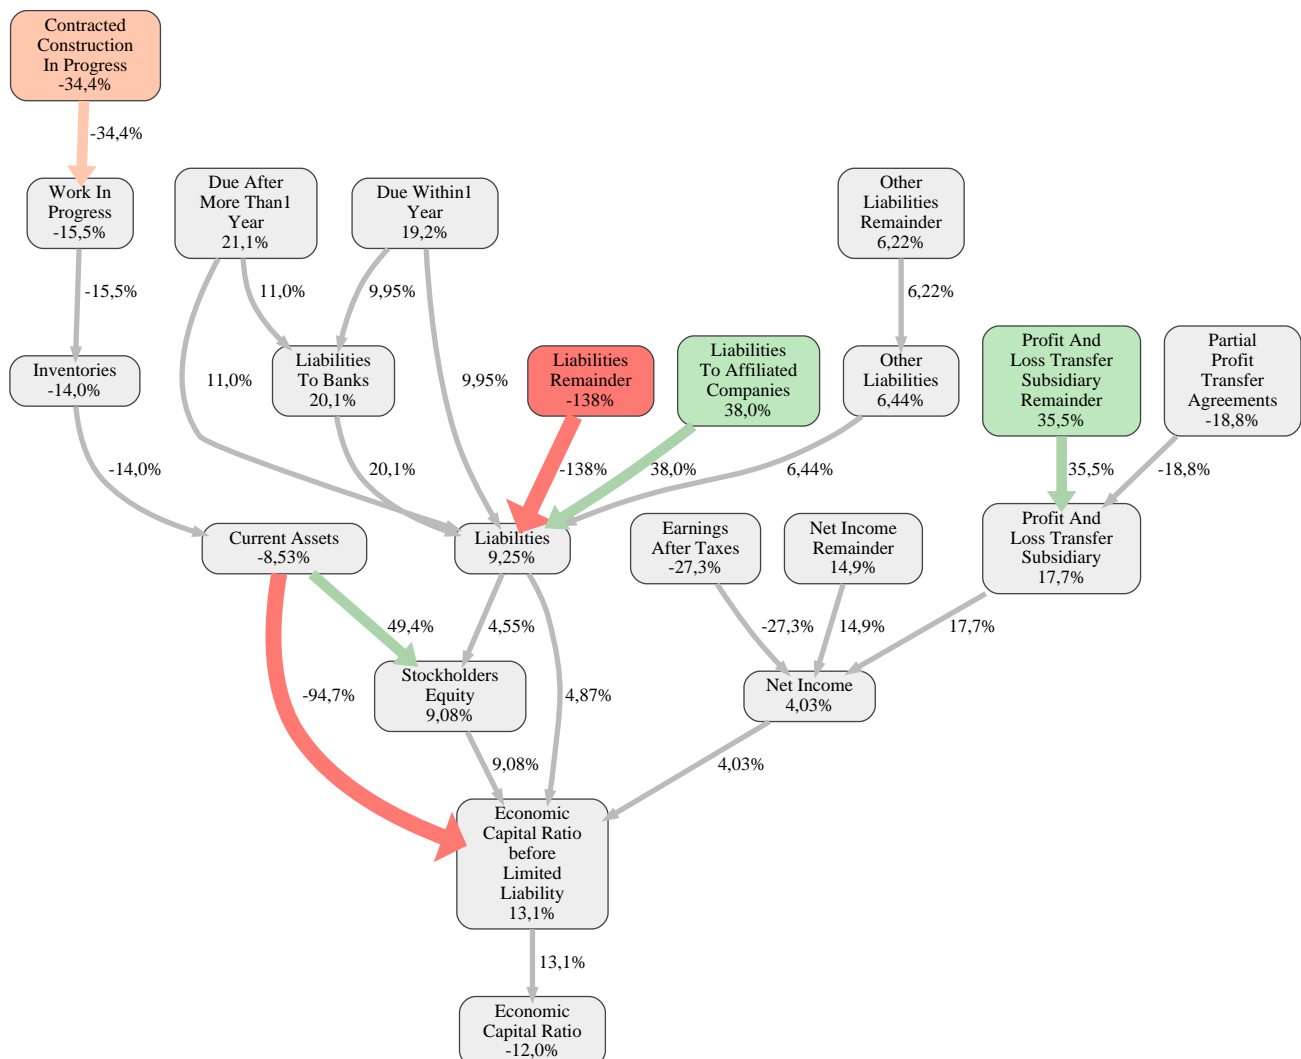 Contracted
Construction
In Progress
-34,4%
-34,4%
Work In
Progress
-15,5%
Due After
More Than1
Year
21,1%
Due Within1
Year
19,2%
Other
Liabilities
Remainder
6,22%
-15,5%
11,0%
9,95%
6,22%
Inventories
-14,0%
11,0%
Liabilities
To Banks
20,1%
9,95%
Liabilities
Remainder
-138%
Liabilities
To Affiliated
Companies
38,0%
Other
Liabilities
6,44%
Profit And
Loss Transfer
Subsidiary
Remainder
35,5%
Partial
Profit
Transfer
Agreements
-18,8%
-14,0%
20,1%
-138%
38,0%
6,44%
35,5%
-18,8%
Current Assets
-8,53%
Liabilities
9,25%
Earnings
After Taxes
-27,3%
Net Income
Remainder
14,9%
Profit And
Loss Transfer
Subsidiary
17,7%
49,4%
4,55%
-27,3%
14,9%
17,7%
-94,7%
Stockholders
Equity
9,08%
4,87%
Net Income
4,03%
9,08%
4,03%
Economic
Capital Ratio
before
Limited
Liability
13,1%
13,1%
Economic
Capital Ratio
-12,0%